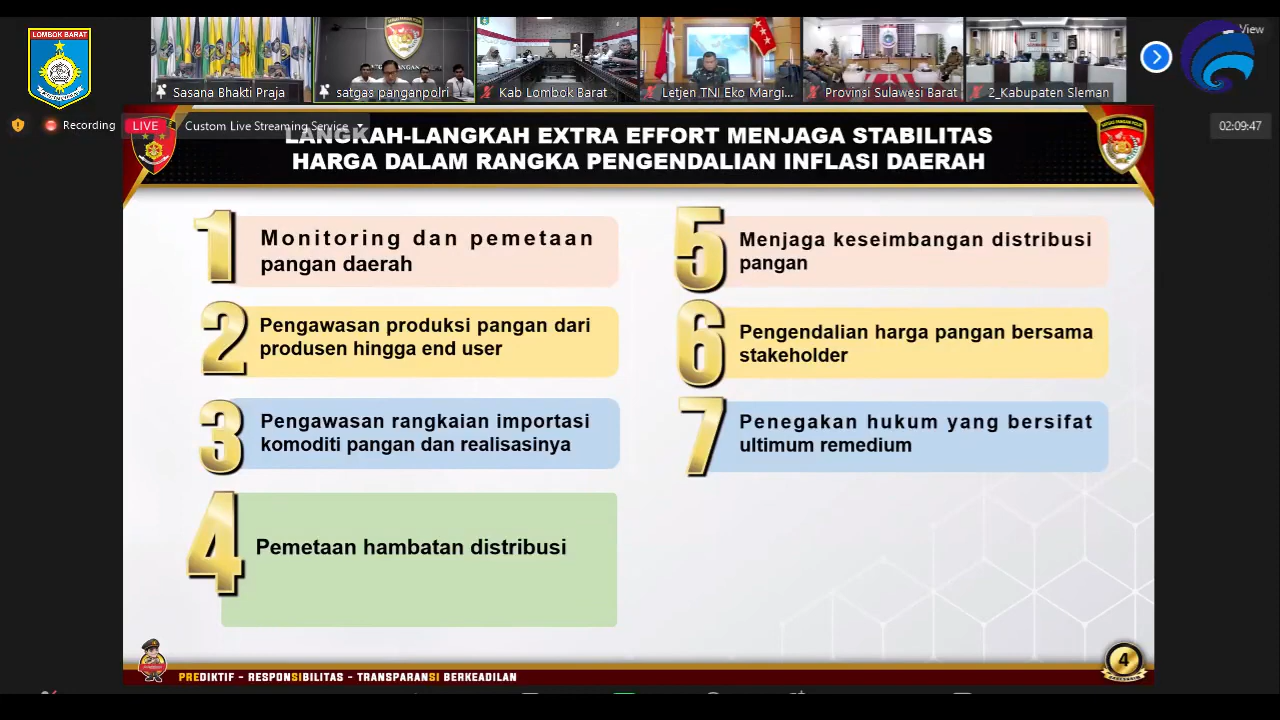 LOMBOK BARAT
Sasana Bhakti Praja
satgas panganpolri
Kab Lombok Barat
Letjen TNI Eko Margi...
Provinsi Sulawesi Barat
2_Kabupaten Sleman
View
Recording
LIVE
Custom Live Streaming Service
02:09:47
LANGKAH-LANGKAH EXTRA EFFORT MENJAGA STABILITAS
HARGA DALAM RANGKA PENGENDALIAN INFLASI DAERAH
1
Monitoring dan pemetaan
pangan daerah
2
Pengawasan produksi pangan dari
produsen hingga end user
3
Pengawasan rangkaian importasi
komoditi pangan dan realisasinya
4
Pemetaan hambatan distribusi
5
Menjaga keseimbangan distribusi
pangan
6
Pengendalian harga pangan bersama
stakeholder
7
Penegakan hukum yang bersifat
ultimum remedium
PREDIKTIF - RESPONSIBILITAS - TRANSPARANSI BERKEADILAN
4